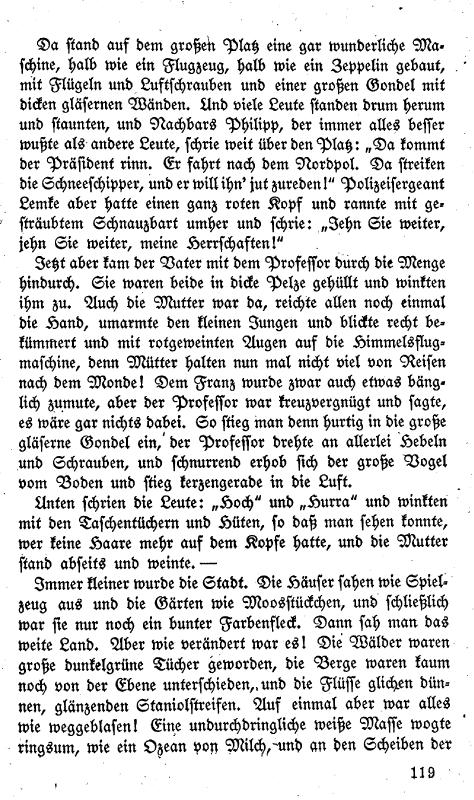 Da stand auf dem großen Platz eine gar wunderliche Ma-
schine, halb wie ein Flugzeug, halb wie ein Zeppelin gebaut,
mit Flügeln und Luftschrauben und einer großen Gondel mit
dicken gläsernen Wänden. Und viele Leute standen drum herum
und staunten, und Nachbars Philipp, der immer alles besser
wußte als andere Leute, schrie weit über den Platz: „Da kommt
der Präsident rinn. Er fahrt nach dem Nordpol. Da streiken
die Schneeschipper, und er will ihn' jut zureden!“ Polizeisergeant
Lemke aber hatte einen ganz roten Kopf und rannte mit ge-
sträubtem Schnauzbart umher und schrie: „Jehn Sie weiter,
jehn Sie weiter, meine Herrschaften!“
Jetzt aber kam der Vater mit dem Professor durch die Menge
hindurch. Sie waren beide in dicke Pelze gehüllt und winkten
ihm zu. Auch die Mutter war da, reichte allen noch einmal
die Hand, umarmte den kleinen Jungen und blickte recht be-
kümmert und mit rotgeweinten Augen auf die Himmelsflug-
maschine, denn Mütter halten nun mal nicht viel von Reisen
nach dem Monde! Dem Franz wurde zwar auch etwas bäng-
lich zumute, aber der Professor war kreuzvergnügt und sagte,
es wäre gar nichts dabei. So stieg man denn hurtig in die große
gläserne Gondel ein, der Professor drehte an allerlei Hebeln
und Schrauben, und schnurrend erhob sich der große Vogel
vom Boden und stieg kerzengerade in die Luft.
Unten schrien die Leute: „Hoch“ und „Hurra“ und winkten
mit den Taschentüchern und Hüten, so daß man sehen konnte,
wer keine Haare mehr auf dem Kopfe hatte, und die Mutter
stand abseits und weinte. —
Immer kleiner wurde die Stadt. Die Häuser sahen wie Spiel-
zeug aus und die Gärten wie Moosstückchen, und schließlich
war sie nur noch ein bunter Farbenfleck. Dann sah man das
weite Land. Aber wie verändert war es! Die Wälder waren
große dunkelgrüne Tücher geworden, die Berge waren kaum
noch von der Ebene unterschieden, und die Flüsse glichen dün-
nen, glänzenden Staniolstreifen. Auf einmal aber war alles
wie weggeblasen! Eine undurchdringliche weiße Masse wogte
ringsum, wie ein Ozean von Milch, und an den Scheiben der
119